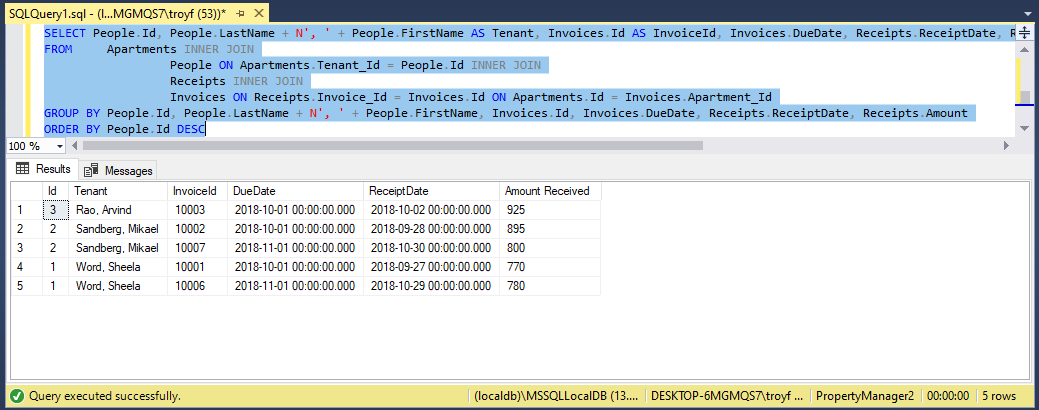 SQLQuery1.sql - (l...MGMQS7\troyf (53))*
SELECT People.Id, People.LastName + N', ' + People.FirstName AS Tenant, Invoices.Id AS InvoiceId, Invoices.DueDate, Receipts.ReceiptDate, R
FROM Apartments INNER JOIN
People ON Apartments.Tenant_Id = People.Id INNER JOIN
Receipts INNER JOIN
Invoices ON Receipts.Invoice_Id = Invoices.Id ON Apartments.Id = Invoices.Apartment_Id
GROUP BY People.Id, People.LastName + N', ' + People.FirstName, Invoices.Id, Invoices.DueDate, Receipts.ReceiptDate, Receipts.Amount
ORDER BY People.Id DESC
100 %
Results Messages
Id Tenant InvoiceId DueDate ReceiptDate Amount Received
1 3 Rao, Arvind 10003 2018-10-01 00:00:00.000 2018-10-02 00:00:00.000 925
2 2 Sandberg, Mikael 10002 2018-10-01 00:00:00.000 2018-09-28 00:00:00.000 895
3 2 Sandberg, Mikael 10007 2018-11-01 00:00:00.000 2018-10-30 00:00:00.000 800
4 1 Word, Sheela 10001 2018-10-01 00:00:00.000 2018-09-27 00:00:00.000 770
5 1 Word, Sheela 10006 2018-11-01 00:00:00.000 2018-10-29 00:00:00.000 780
Query executed successfully. (localdb)\MSSQLLocalDB (13.... DESKTOP-6MGMQS7\troyf ... PropertyManager2 00:00:00 5 rows